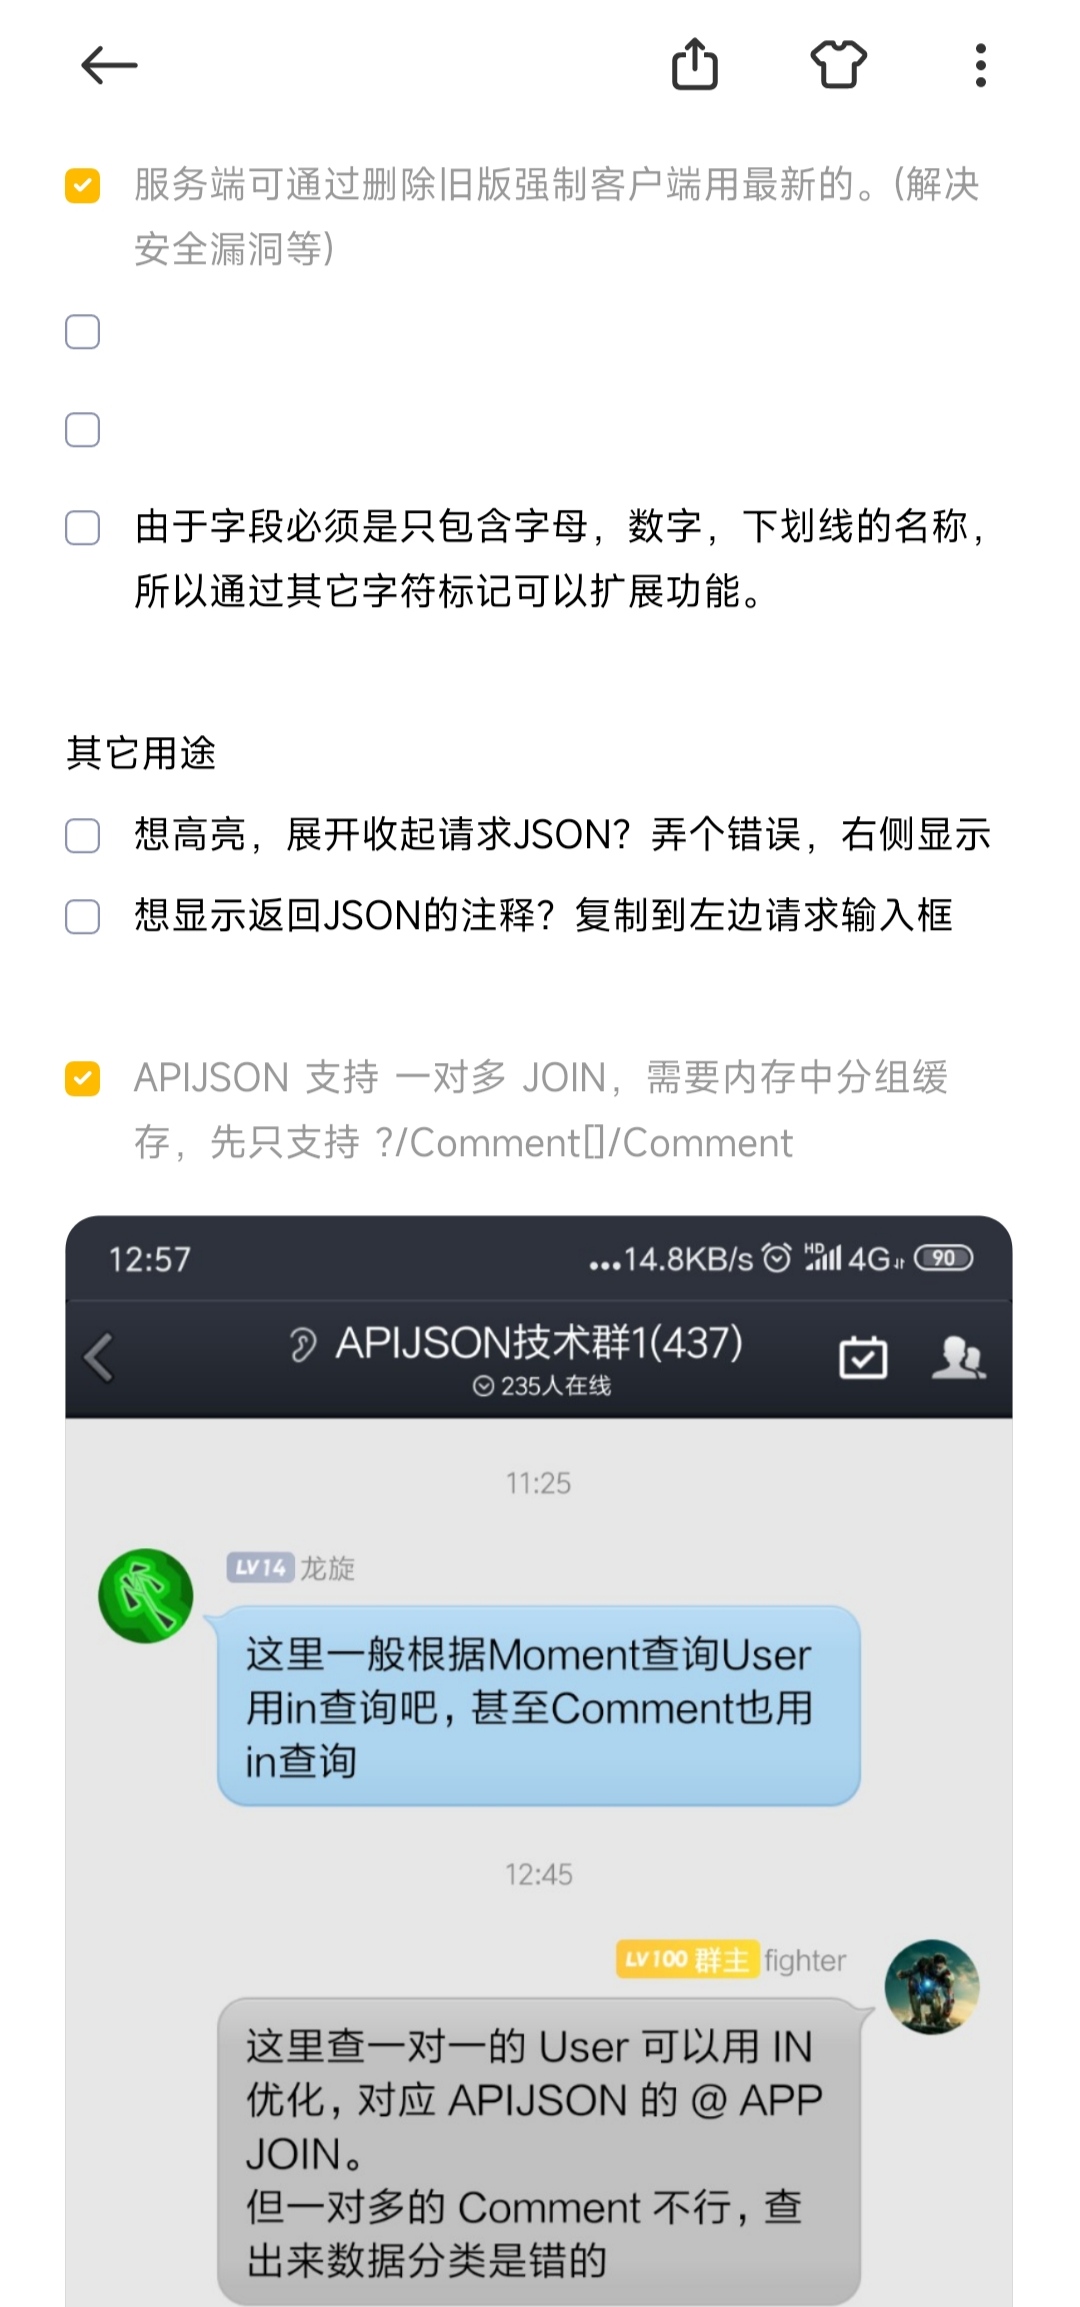 服务端可通过删除旧版强制客户端用最新的。(解决
安全漏洞等)
由于字段必须是只包含字母，数字，下划线的名称，
所以通过其它字符标记可以扩展功能。
其它用途
想高亮，展开收起请求JSON？弄个错误，右侧显示
想显示返回JSON的注释？复制到左边请求输入框
APIJSON 支持 一对多 JOIN，需要内存中分组缓
存，先只支持 ?/Comment[]/Comment
12:57 ...14.8KB/s HD 4G 90
APIJSON技术群1(437)
235人在线
11:25
LV14 龙旋
这里一般根据Moment查询User
用in查询吧，甚至Comment也用
in查询
12:45
LV100 群主 fighter
这里查一对一的 User 可以用 IN
优化，对应 APIJSON 的 @ APP
JOIN。
但一对多的 Comment 不行，查
出来数据分类是错的